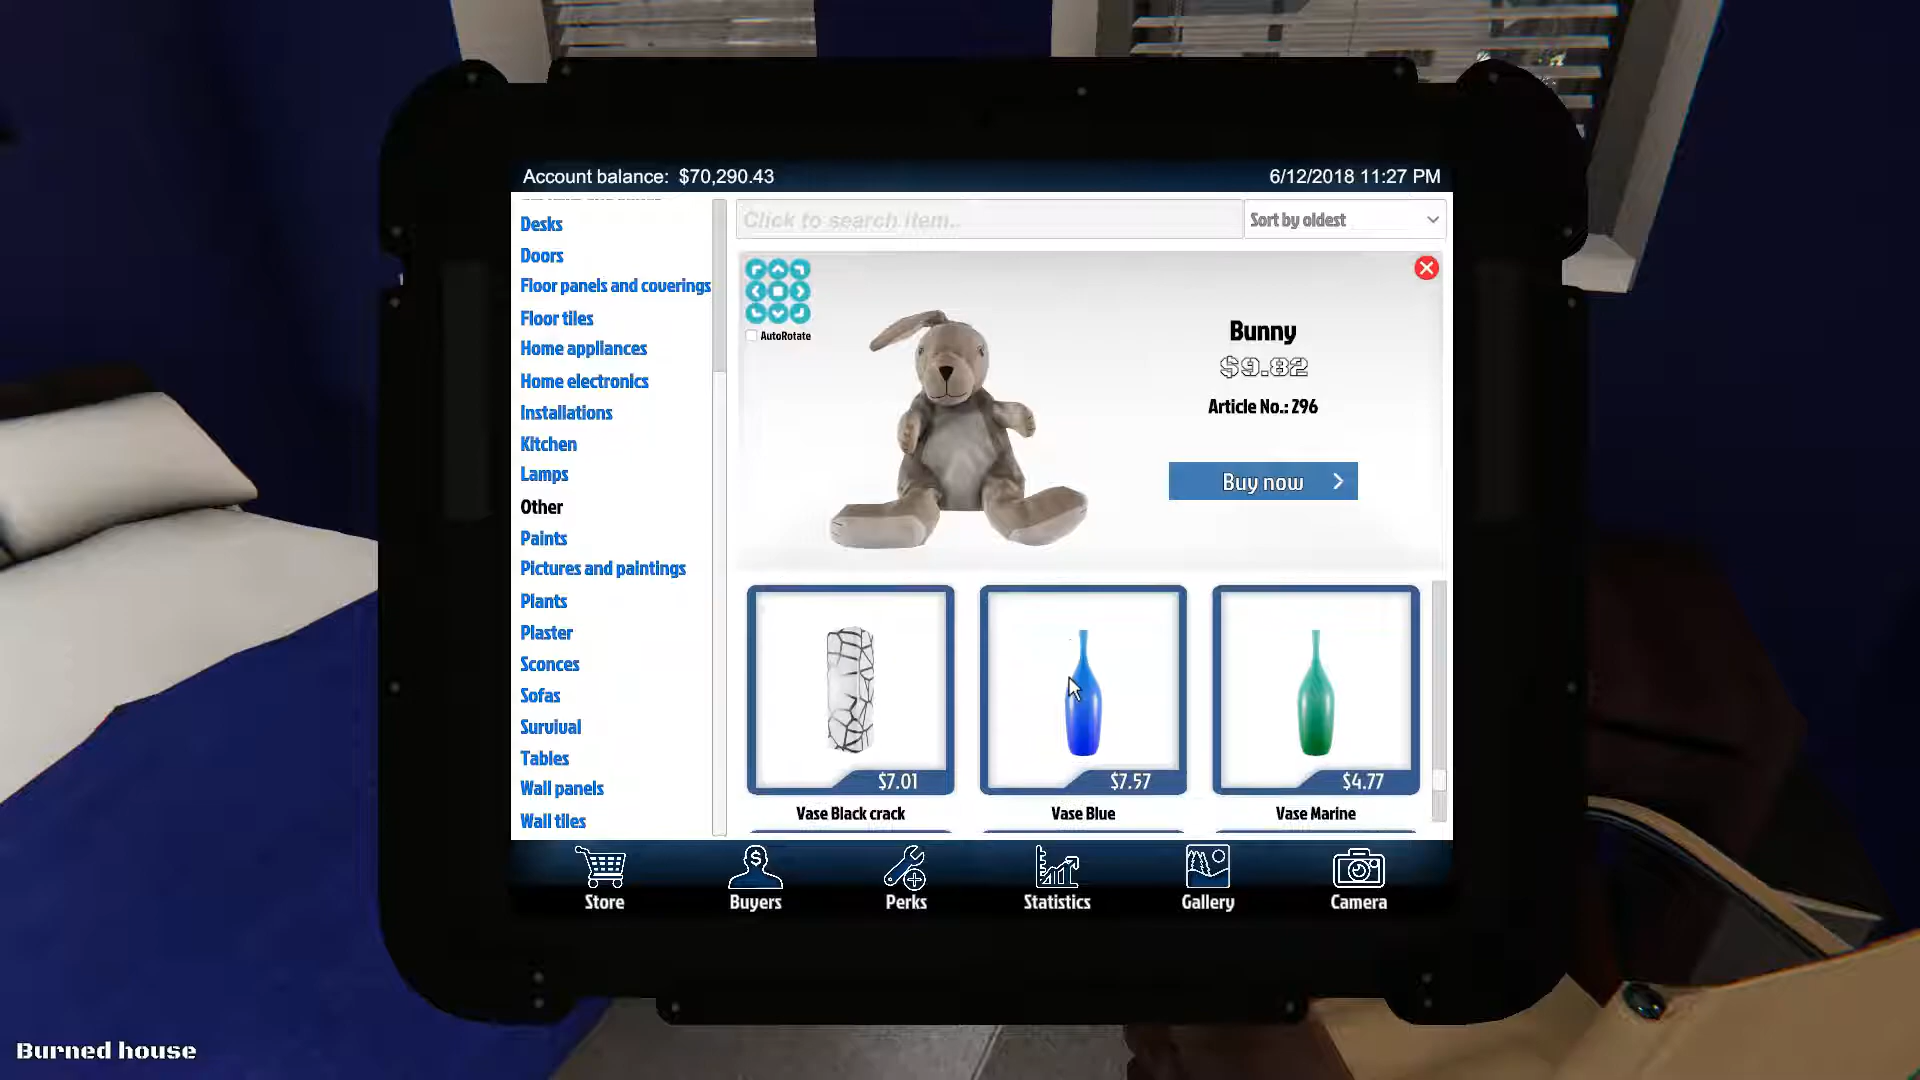 Account balance: $70,290.43
6/12/2018 11:27 PM
Desks
Doors
Floor panels and coverings
Floor tiles
Home appliances
Home electronics
Installations
Kitchen
Lamps
Other
Paints
Pictures and paintings
Plants
Plaster
Sconces
Sofas
Survival
Tables
Wall panels
Wall tiles
Click to search item..
Sort by oldest
AutoRotate
Bunny
$9.82
Article No.: 296
Buy now
$7.01
Vase Black crack
$7.57
Vase Blue
$4.77
Vase Marine
Store
Buyers
Perks
Statistics
Gallery
Camera
Burned house